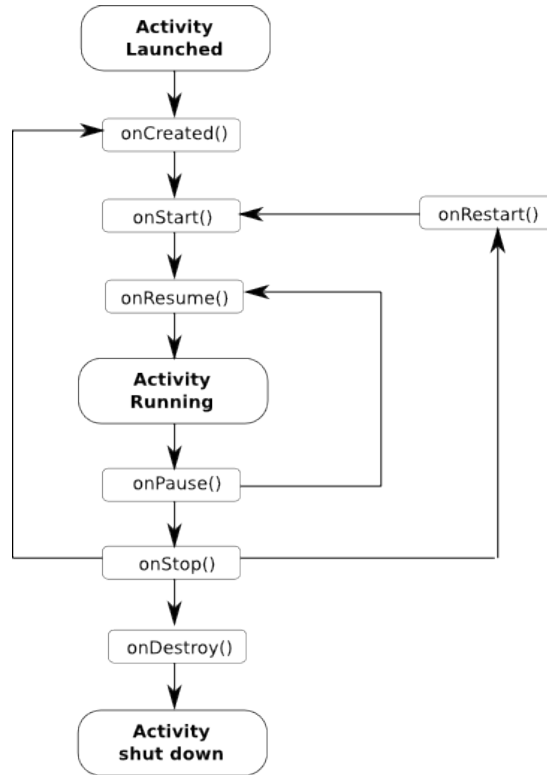 Activity
Launched
onCreated()
onStart()
onRestart()
onResume()
Activity
Running
onPause()
onStop()
onDestroy()
Activity
shut down